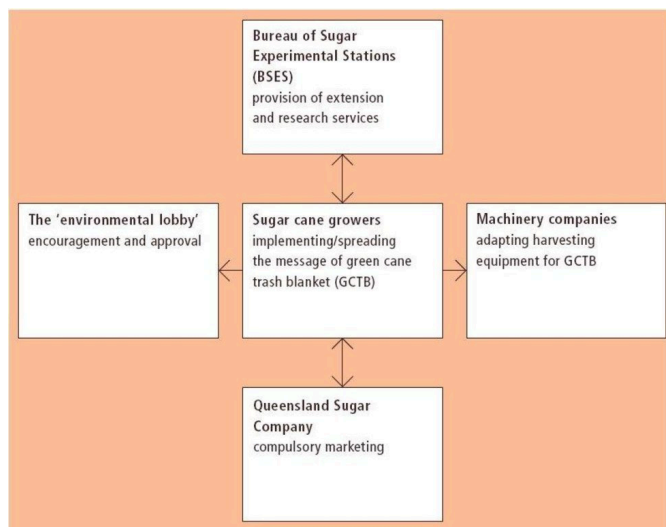 Bureau of Sugar
Experimental Stations
(BSES)
provision of extension
and research services
The ‘environmental lobby’
encouragement and approval
Sugar cane growers
implementing/spreading
the message of green cane
trash blanket (GCTB)
Machinery companies
adapting harvesting
equipment for GCTB
Queensland Sugar
Company
compulsory marketing